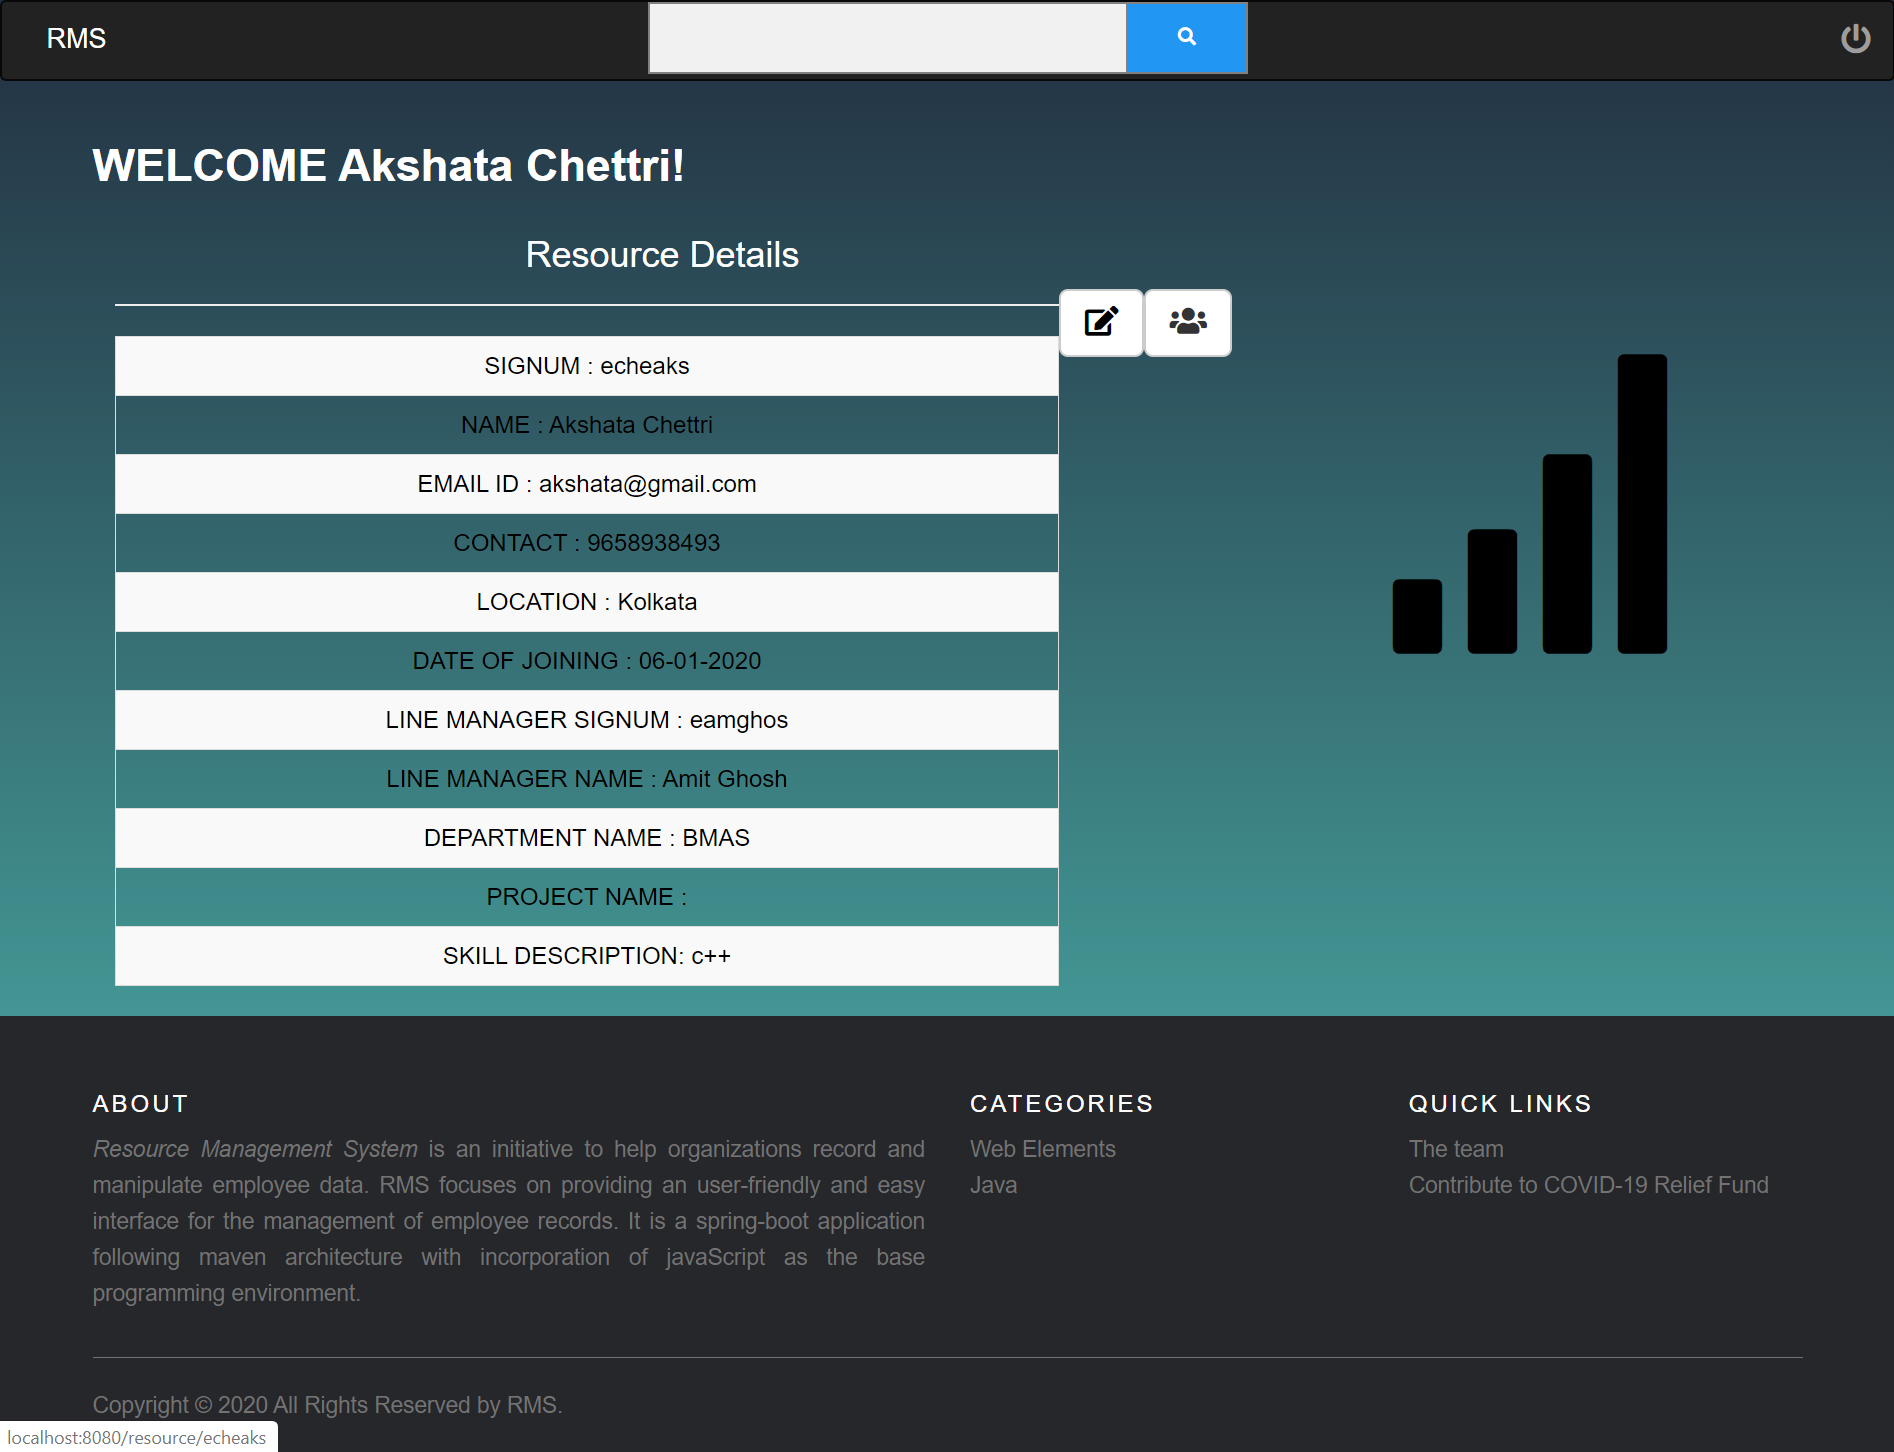 RMS
WELCOME Akshata Chettri!
Resource Details
SIGNUM : echeaks
NAME : Akshata Chettri
EMAIL ID : akshata@gmail.com
CONTACT : 9658938493
LOCATION : Kolkata
DATE OF JOINING : 06-01-2020
LINE MANAGER SIGNUM : eamghos
LINE MANAGER NAME : Amit Ghosh
DEPARTMENT NAME : BMAS
PROJECT NAME :
SKILL DESCRIPTION: c++
ABOUT
Resource Management System is an initiative to help organizations record and
manipulate employee data. RMS focuses on providing an user-friendly and easy
interface for the management of employee records. It is a spring-boot application
following maven architecture with incorporation of javaScript as the base
programming environment.
CATEGORIES
Web Elements
Java
QUICK LINKS
The team
Contribute to COVID-19 Relief Fund
Copyright © 2020 All Rights Reserved by RMS.
localhost:8080/resource/echeaks